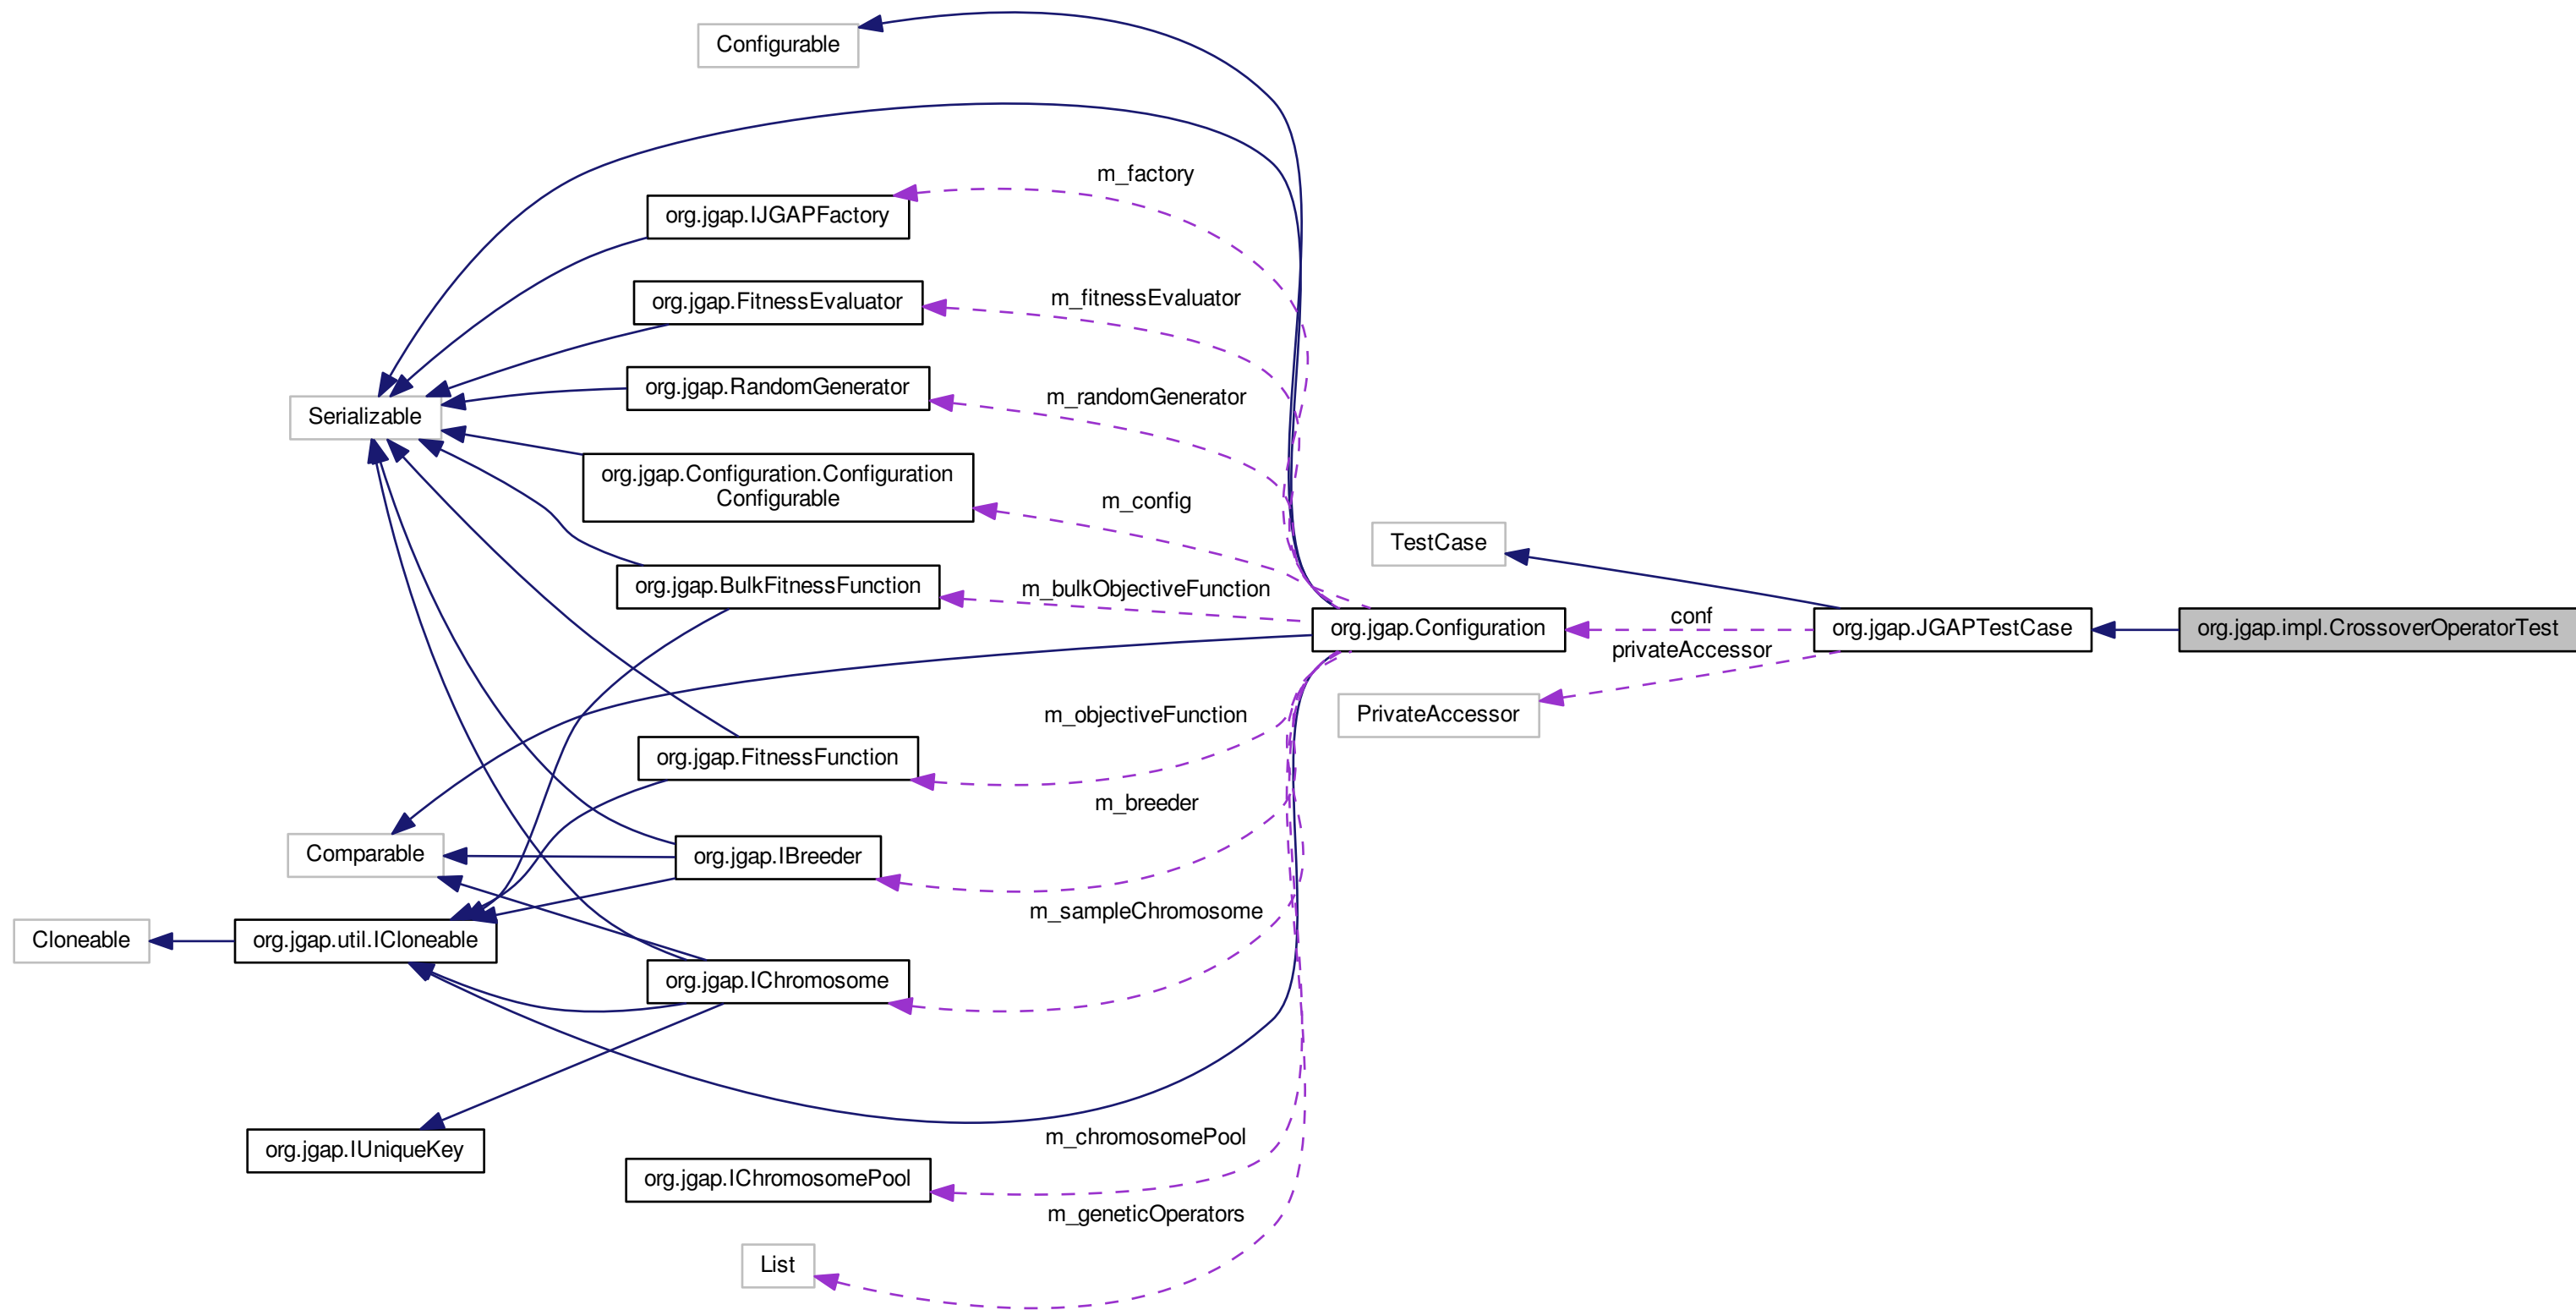 Configurable
m_factory
org.jgap.IJGAPFactory
m_fitnessEvaluator
org.jgap.FitnessEvaluator
m_randomGenerator
org.jgap.RandomGenerator
Serializable
org.jgap.Configuration.Configuration
Configurable
m_config
TestCase
m_bulkObjectiveFunction
org.jgap.BulkFitnessFunction
org.jgap.Configuration
conf
org.jgap.JGAPTestCase
org.jgap.impl.CrossoverOperatorTest
privateAccessor
PrivateAccessor
m_objectiveFunction
org.jgap.FitnessFunction
m_breeder
Comparable
org.jgap.IBreeder
m_sampleChromosome
Cloneable
org.jgap.util.ICloneable
org.jgap.IChromosome
m_chromosomePool
org.jgap.IUniqueKey
org.jgap.IChromosomePool
m_geneticOperators
List